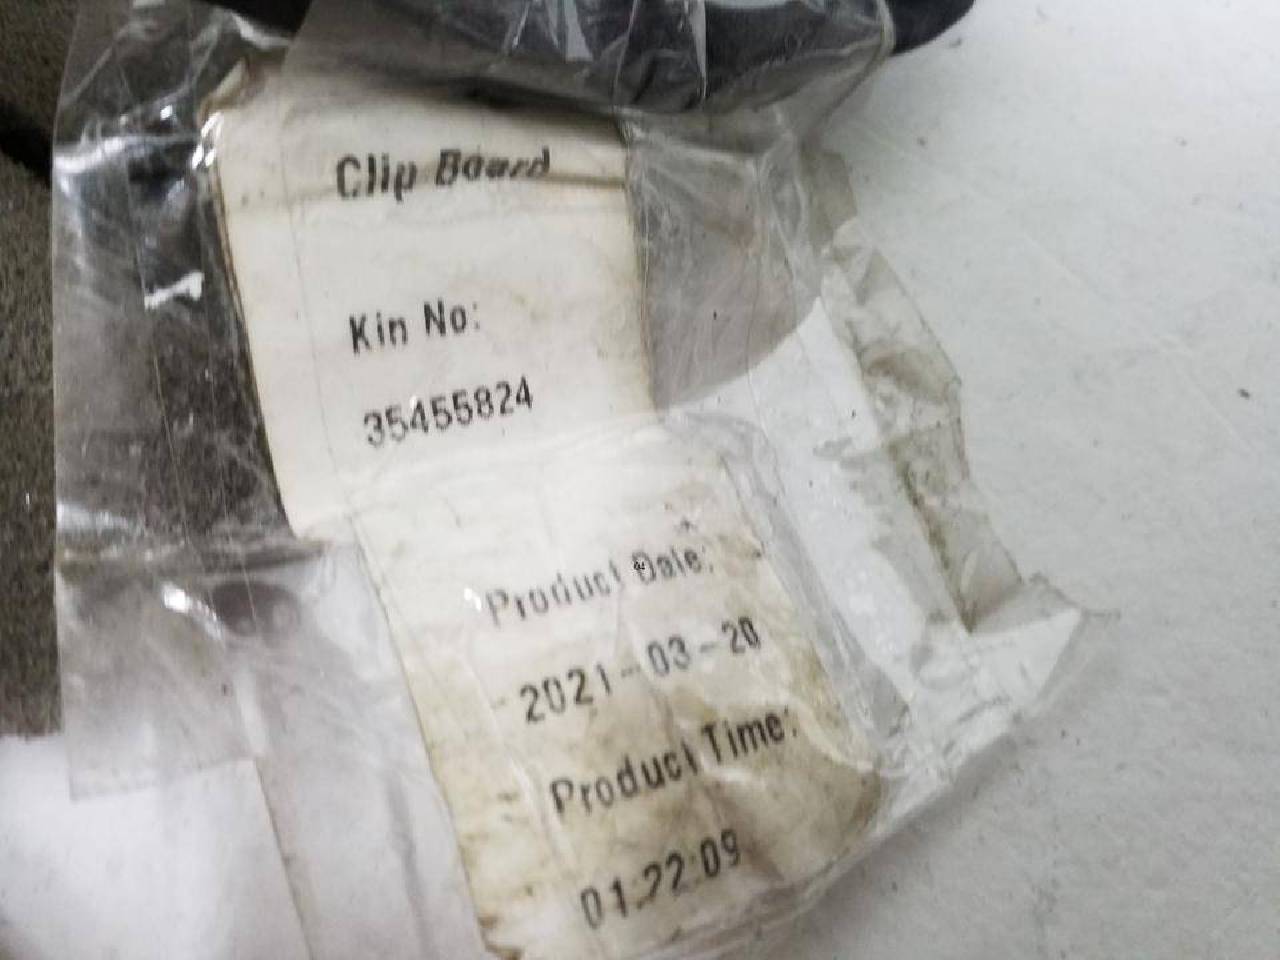 Clip Board
Kin No:
35455824
Product Date:
2021-03-20
Product Time:
01:22:09